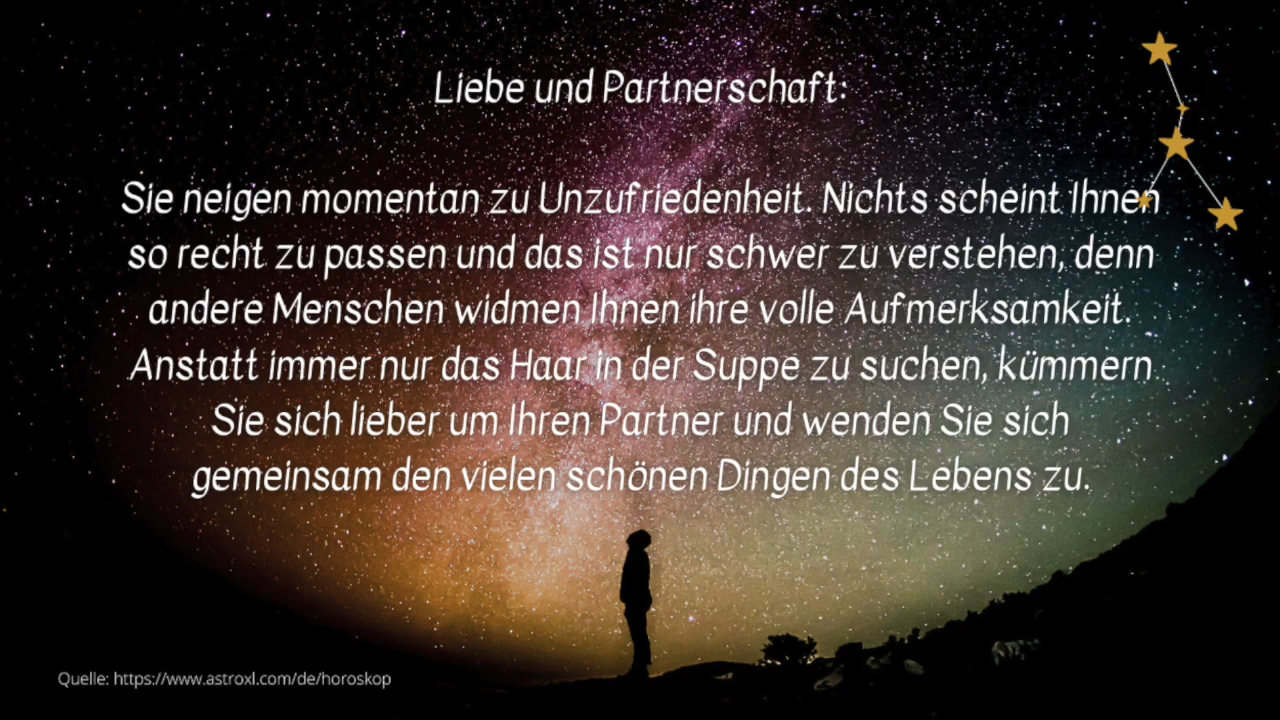 Liebe und Partnerschaft:
Sie neigen momentan zu Unzufriedenheit. Nichts scheint Ihnen
so recht zu passen und das ist nur schwer zu verstehen, denn
andere Menschen widmen Ihnen ihre volle Aufmerksamkeit.
Anstatt immer nur das Haar in der Suppe zu suchen, kümmern
Sie sich lieber um Ihren Partner und wenden Sie sich
gemeinsam den vielen schönen Dingen des Lebens zu.
Quelle: https://www.astroxl.com/de/horoskop